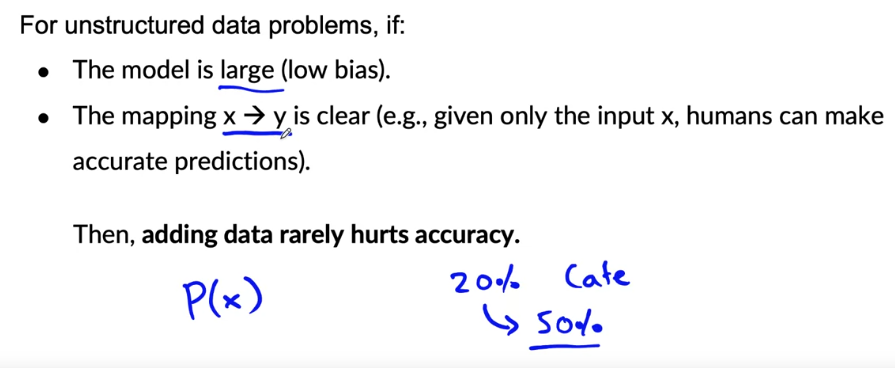 For unstructured data problems, if:
• The model is large (low bias).
• The mapping x → y is clear (e.g., given only the input x, humans can make
accurate predictions).
Then, adding data rarely hurts accuracy.
P(x)
20% Cafe
↳ 50%